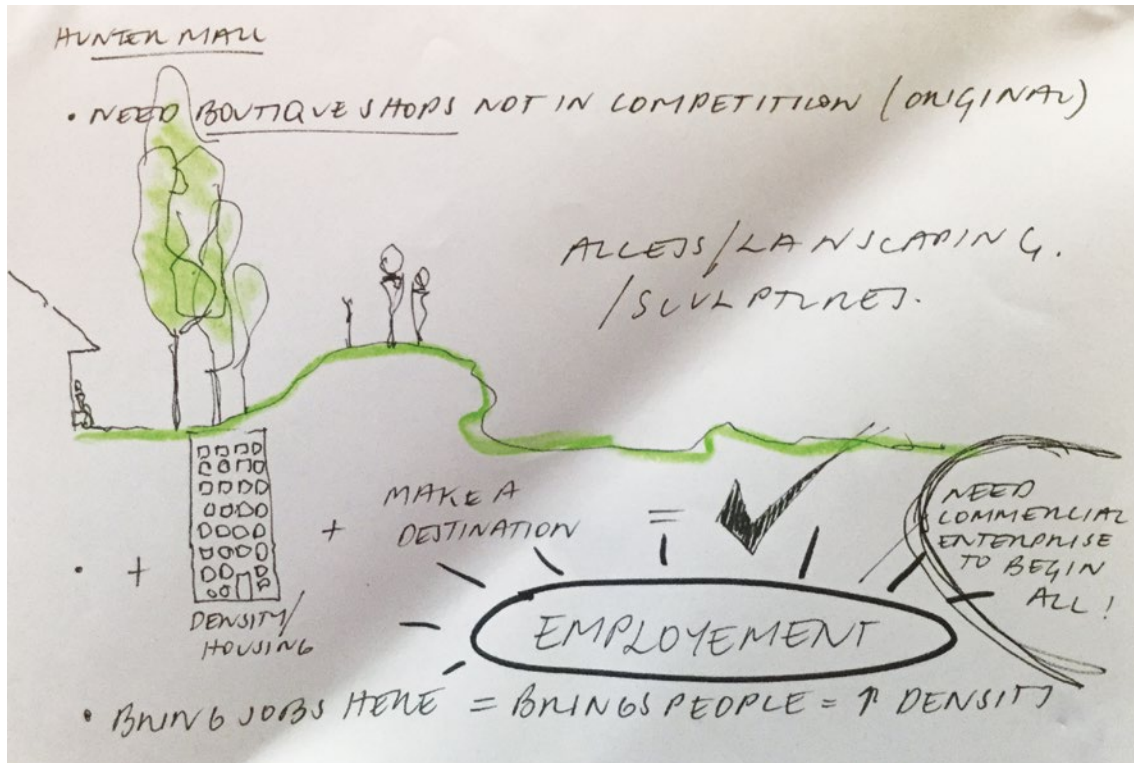 HUNTER MALL
• NEED BOUTIQUE SHOPS NOT IN COMPETITION (ORIGINAL)
ACCESS/LANSCAPING.
/SCULPTURES.
+ MAKE A
DESTINATION =
• + DENSITY/
HOUSING
NEED
COMMERCIAL
ENTERPRISE
TO BEGIN
ALL!
EMPLOYEMENT
• BRING JOBS HERE = BRINGS PEOPLE = ↑ DENSITY